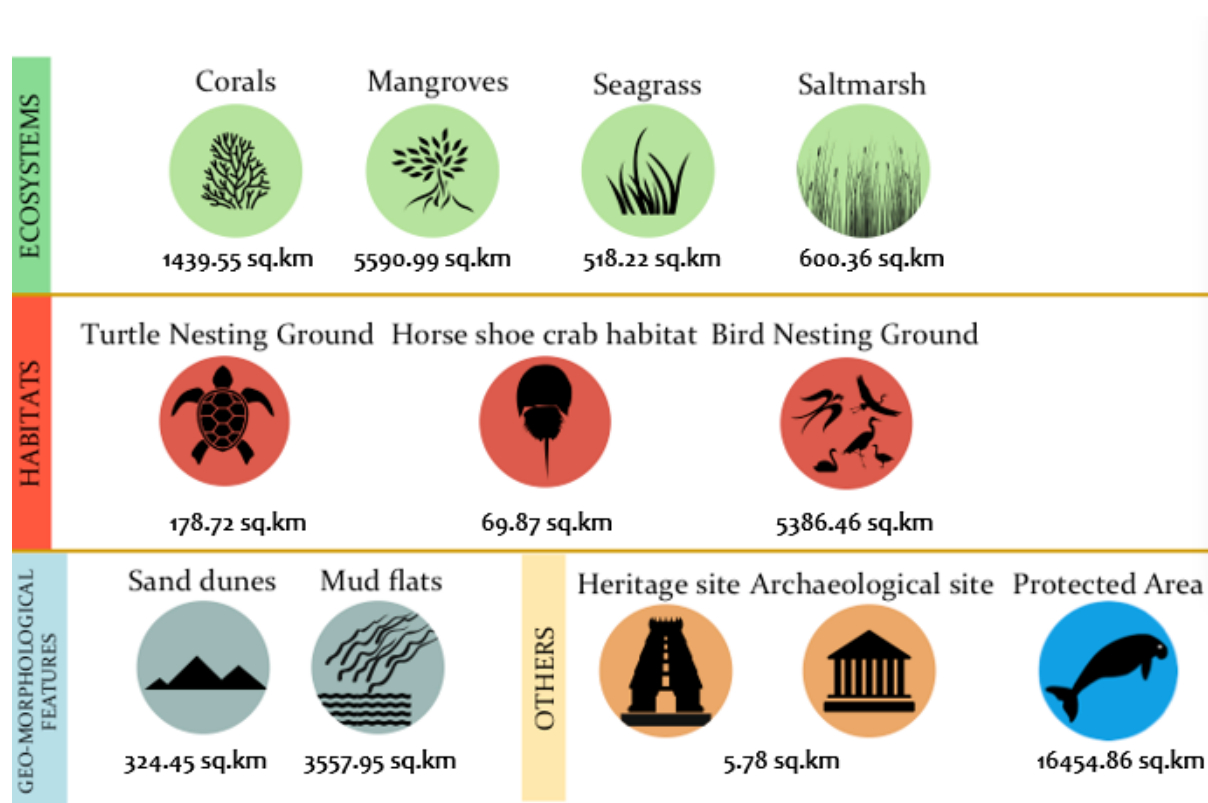 ECOSYSTEMS
Corals Mangroves Seagrass Saltmarsh
1439.55 sq.km 5590.99 sq.km 518.22 sq.km 600.36 sq.km
HABITATS
Turtle Nesting Ground Horse shoe crab habitat Bird Nesting Ground
178.72 sq.km 69.87 sq.km 5386.46 sq.km
GEO-MORPHOLOGICAL
FEATURES
Sand dunes Mud flats
324.45 sq.km 3557.95 sq.km
OTHERS
Heritage site Archaeological site Protected Area
5.78 sq.km 16454.86 sq.km